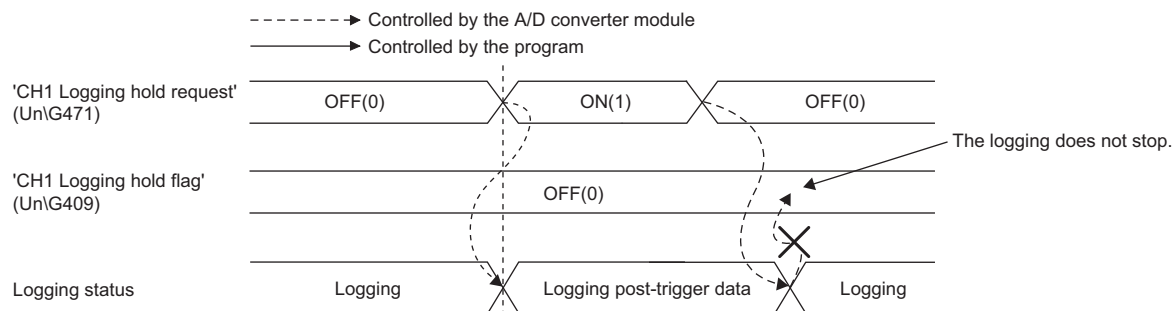 Controlled by the A/D converter module
Controlled by the program
'CH1 Logging hold request'
(Un\G471)
OFF(0)
ON(1)
OFF(0)
The logging does not stop.
'CH1 Logging hold flag'
(Un\G409)
OFF(0)
Logging status
Logging
Logging post-trigger data
Logging